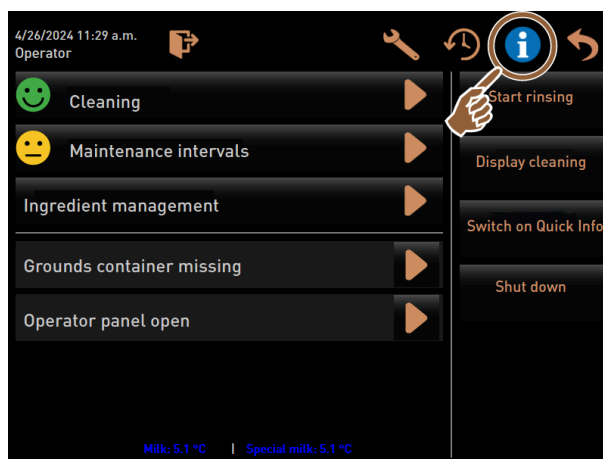 4/26/2024 11:29 a.m.
Operator
i
Cleaning
Start rinsing
Maintenance intervals
Display cleaning
Ingredient management
Switch on Quick Info
Grounds container missing
Shut down
Operator panel open
Milk: 5.1 °C | Special milk: 5.1 °C